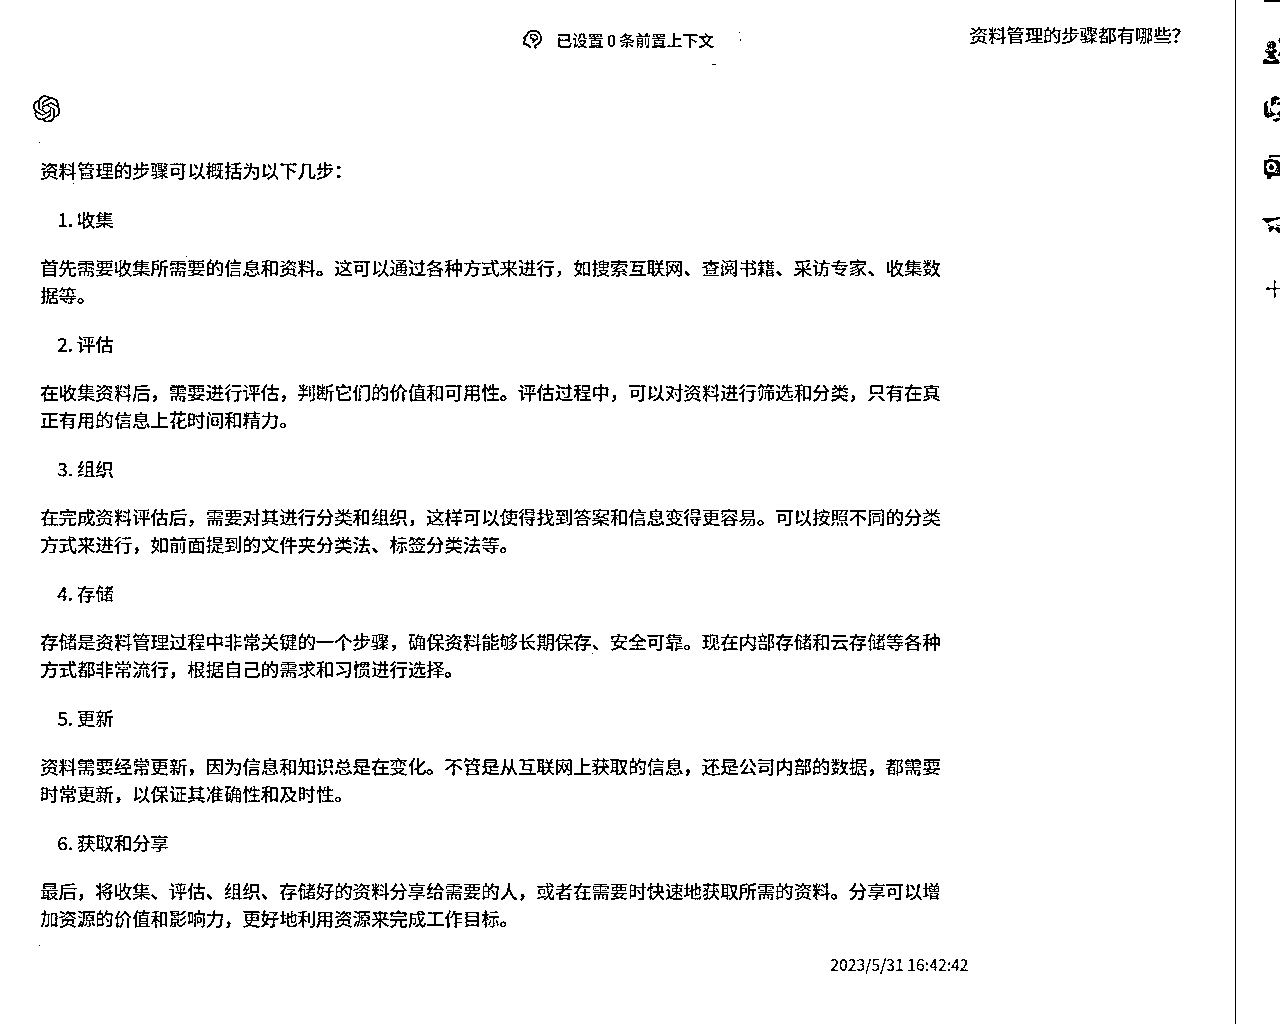 已设置 0 条前置上下文
资料管理的步骤都有哪些?
资料管理的步骤可以概括为以下几步：
1. 收集
首先需要收集所需要的信息和资料。这可以通过各种方式来进行，如搜索互联网、查阅书籍、采访专家、收集数
据等。
2. 评估
在收集资料后，需要进行评估，判断它们的价值和可用性。评估过程中，可以对资料进行筛选和分类，只有在真
正有用的信息上花时间和精力。
3. 组织
在完成资料评估后，需要对其进行分类和组织，这样可以使得找到答案和信息变得更容易。可以按照不同的分类
方式来进行，如前面提到的文件夹分类法、标签分类法等。
4. 存储
存储是资料管理过程中非常关键的一个步骤，确保资料能够长期保存、安全可靠。现在内部存储和云存储等各种
方式都非常流行，根据自己的需求和习惯进行选择。
5. 更新
资料需要经常更新，因为信息和知识总是在变化。不管是从互联网上获取的信息，还是公司内部的数据，都需要
时常更新，以保证其准确性和及时性。
6. 获取和分享
最后，将收集、评估、组织、存储好的资料分享给需要的人，或者在需要时快速地获取所需的资料。分享可以增
加资源的价值和影响力，更好地利用资源来完成工作目标。
2023/5/31 16:42:42